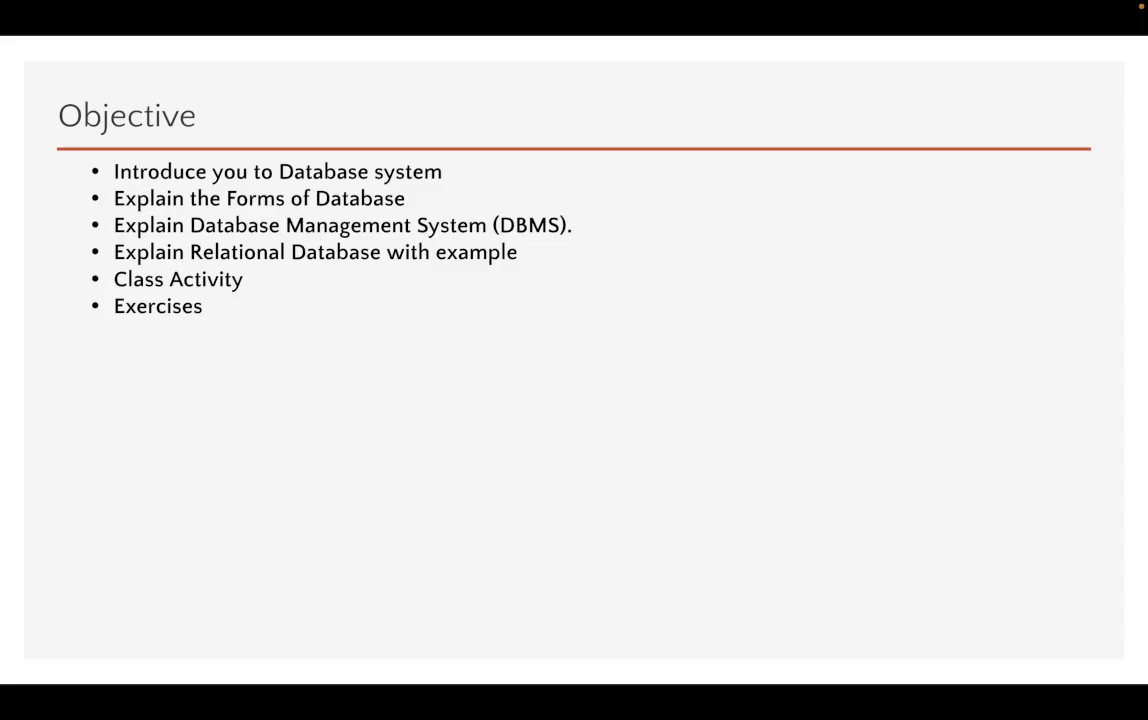 Objective
• Introduce you to Database system
• Explain the Forms of Database
• Explain Database Management System (DBMS).
• Explain Relational Database with example
• Class Activity
• Exercises